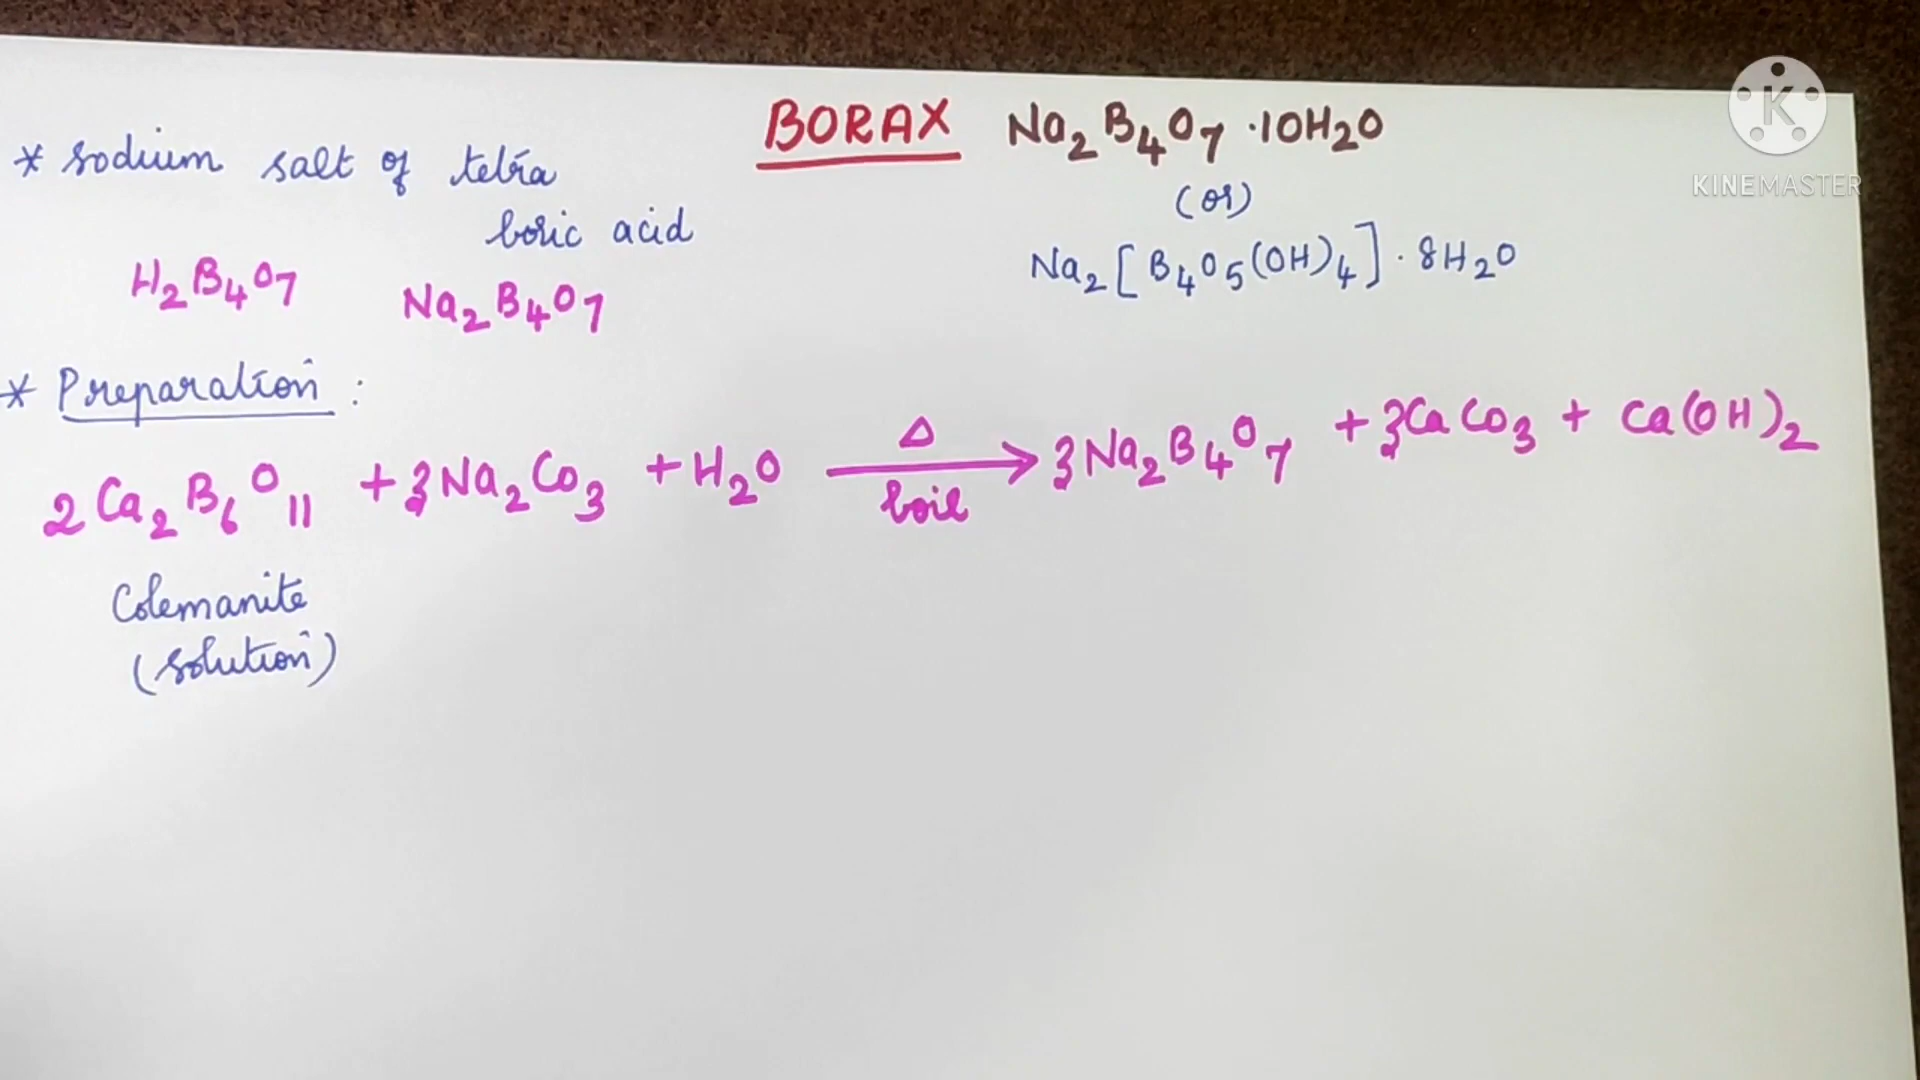 BORAX Na2B4O7 ·10H2O
(or)
Na2[B4O5(OH)4]·8H2O
* Sodium salt of tetra
boric acid
H2B4O7 Na2B4O7
* Preparation :
2Ca2B6O11 + 3Na2CO3 + H2O Δ boil → 3Na2B4O7 + 3CaCO3 + Ca(OH)2
Colemanite
(solution)
K
KINEMASTER